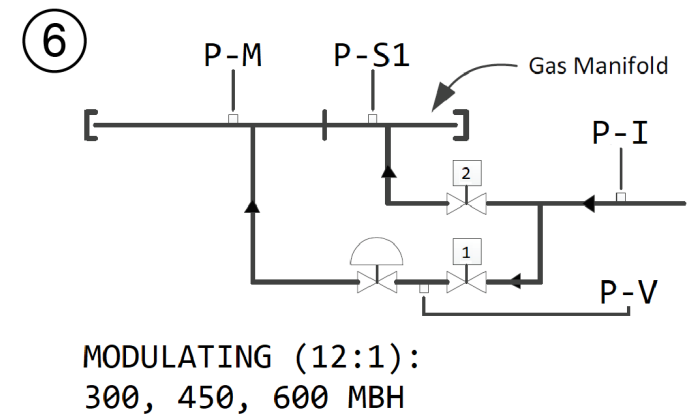 6
P-M
P-S1
Gas Manifold
P-I
2
1
P-V
MODULATING (12:1):
300, 450, 600 MBH